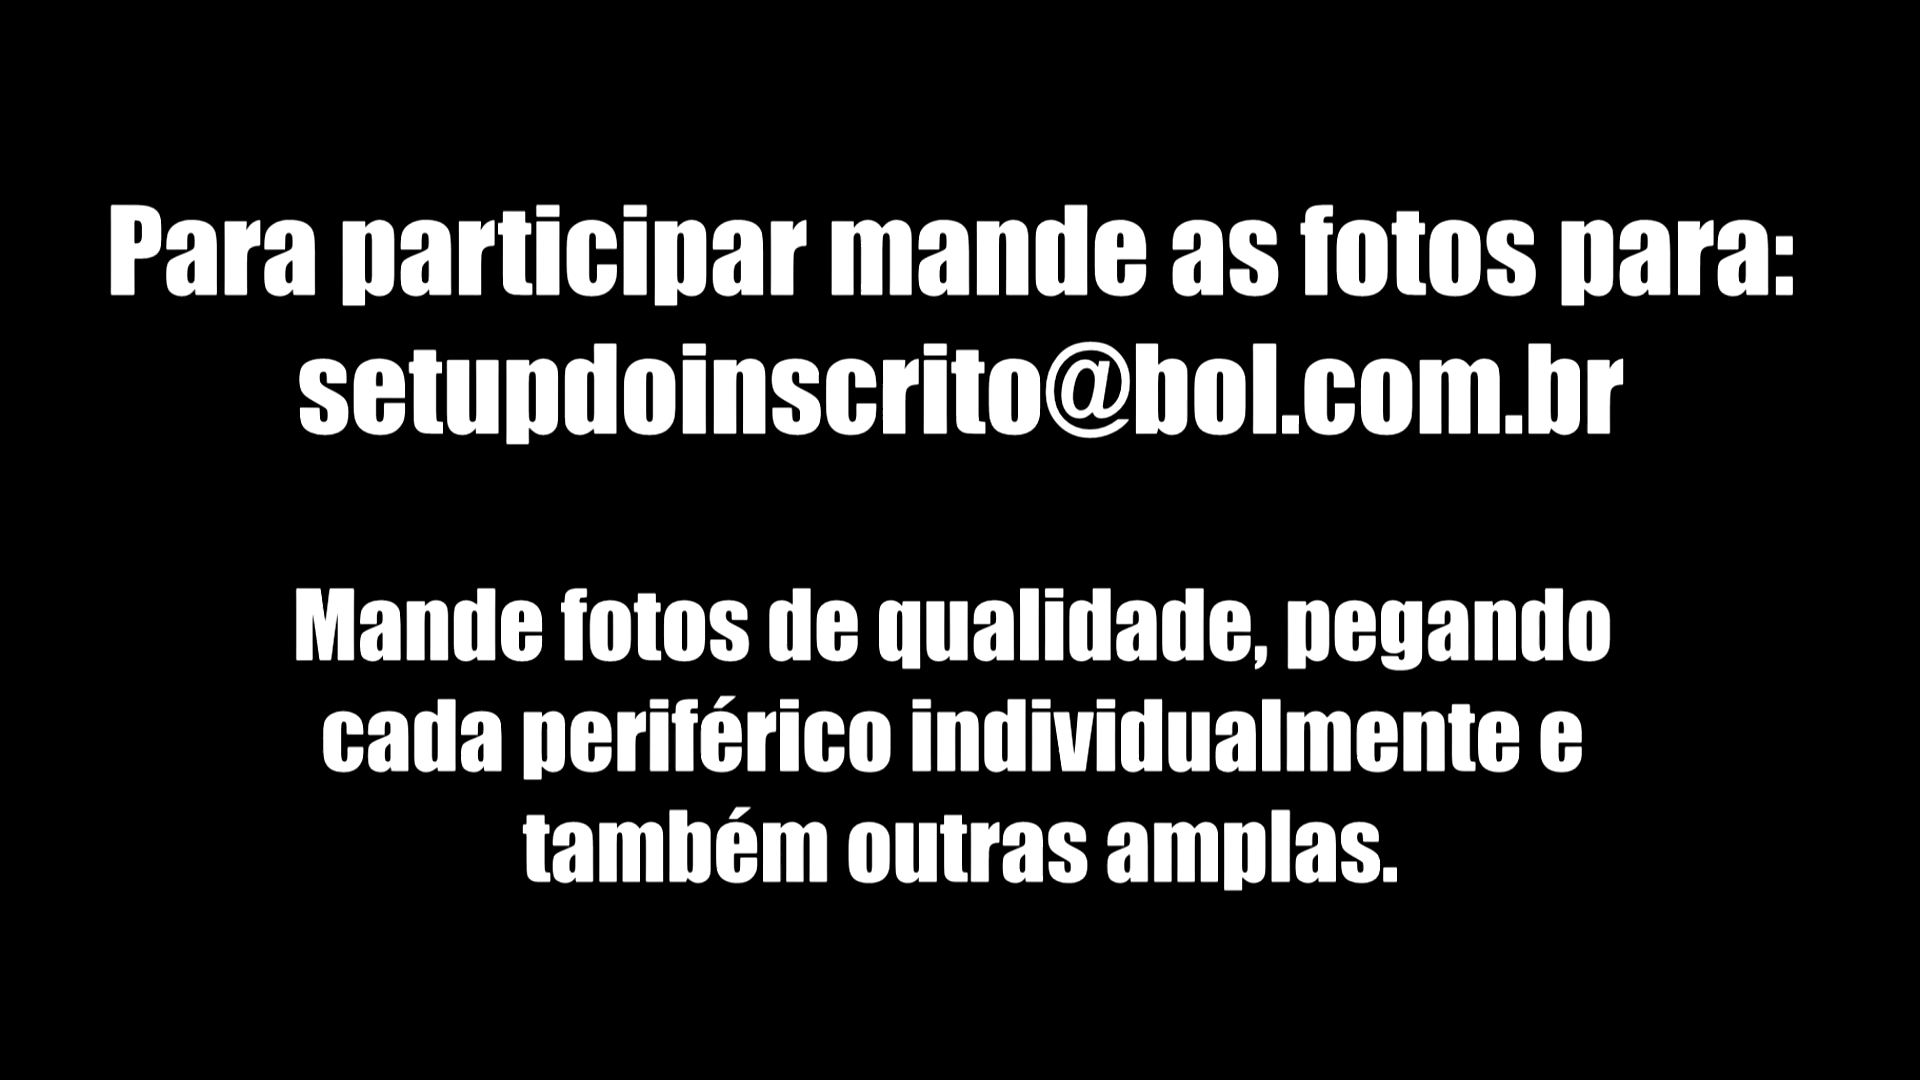 Para participar mande as fotos para:
setupdoinscrito@bol.com.br
Mande fotos de qualidade, pegando
cada periférico individualmente e
também outras amplas.